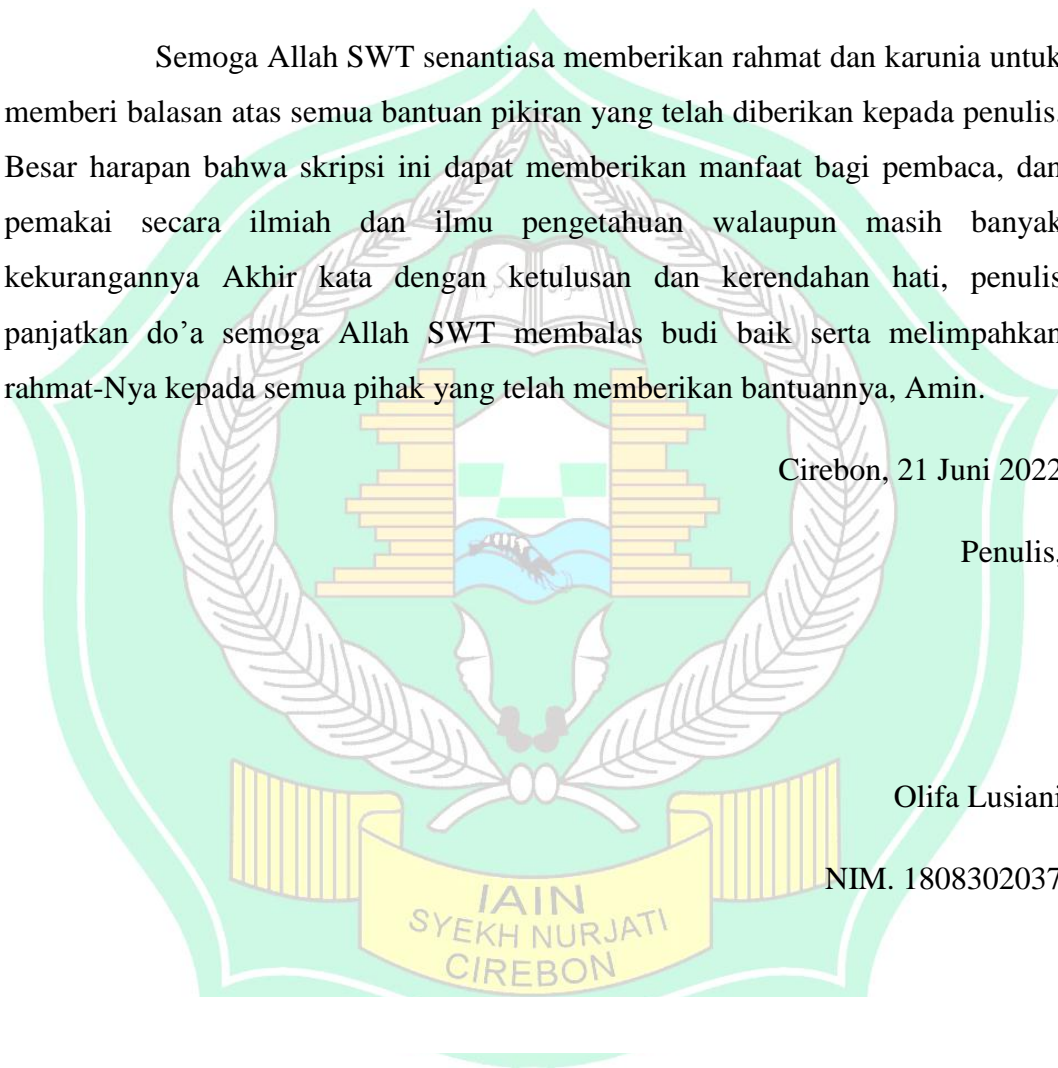 Semoga Allah SWT senantiasa memberikan rahmat dan karunia untuk
memberi balasan atas semua bantuan pikiran yang telah diberikan kepada penulis.
Besar harapan bahwa skripsi ini dapat memberikan manfaat bagi pembaca, dan
pemakai secara ilmiah dan ilmu pengetahuan walaupun masih banyak
kekurangannya Akhir kata dengan ketulusan dan kerendahan hati, penulis
panjatkan do’a semoga Allah SWT membalas budi baik serta melimpahkan
rahmat-Nya kepada semua pihak yang telah memberikan bantuannya, Amin.
Cirebon, 21 Juni 2022
Penulis,
Olifa Lusiani
NIM. 1808302037
IAIN
SYEKH NURJATI
CIREBON